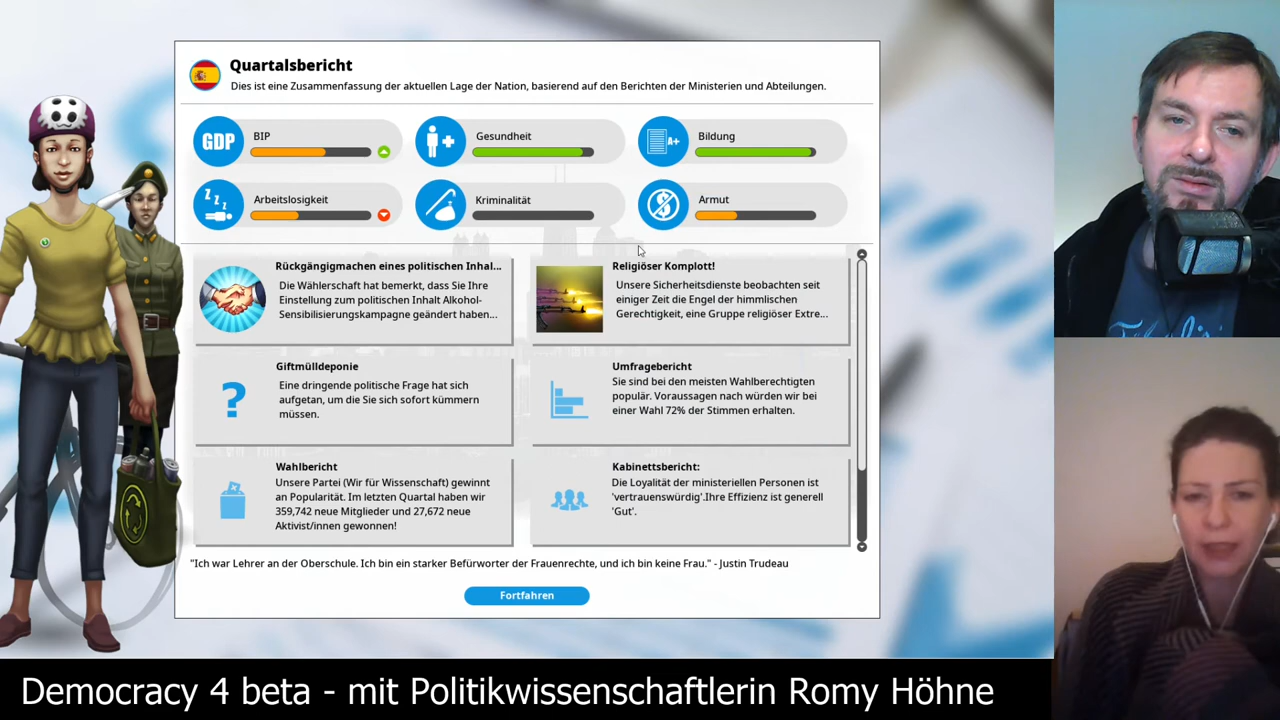 Quartalsbericht
Dies ist eine Zusammenfassung der aktuellen Lage der Nation, basierend auf den Berichten der Ministerien und Abteilungen.
GDP
BIP
Gesundheit
A+
Bildung
Z Z Z
Arbeitslosigkeit
Kriminalität
$
Armut
Rückgängigmachen eines politischen Inhal...
Die Wählerschaft hat bemerkt, dass Sie Ihre
Einstellung zum politischen Inhalt Alkohol-
Sensibilisierungskampagne geändert haben...
Religiöser Komplott!
Unsere Sicherheitsdienste beobachten seit
einiger Zeit die Engel der himmlischen
Gerechtigkeit, eine Gruppe religiöser Extre...
?
Giftmülldeponie
Eine dringende politische Frage hat sich
aufgetan, um die Sie sich sofort kümmern
müssen.
Umfragebericht
Sie sind bei den meisten Wahlberechtigten
populär. Voraussagen nach würden wir bei
einer Wahl 72% der Stimmen erhalten.
Wahlbericht
Unsere Partei (Wir für Wissenschaft) gewinnt
an Popularität. Im letzten Quartal haben wir
359,742 neue Mitglieder und 27,672 neue
Aktivist/innen gewonnen!
Kabinettsbericht:
Die Loyalität der ministeriellen Personen ist
'vertrauenswürdig'.Ihre Effizienz ist generell
'Gut'.
"Ich war Lehrer an der Oberschule. Ich bin ein starker Befürworter der Frauenrechte, und ich bin keine Frau." - Justin Trudeau
Fortfahren
Democracy 4 beta - mit Politikwissenschaftlerin Romy Höhne